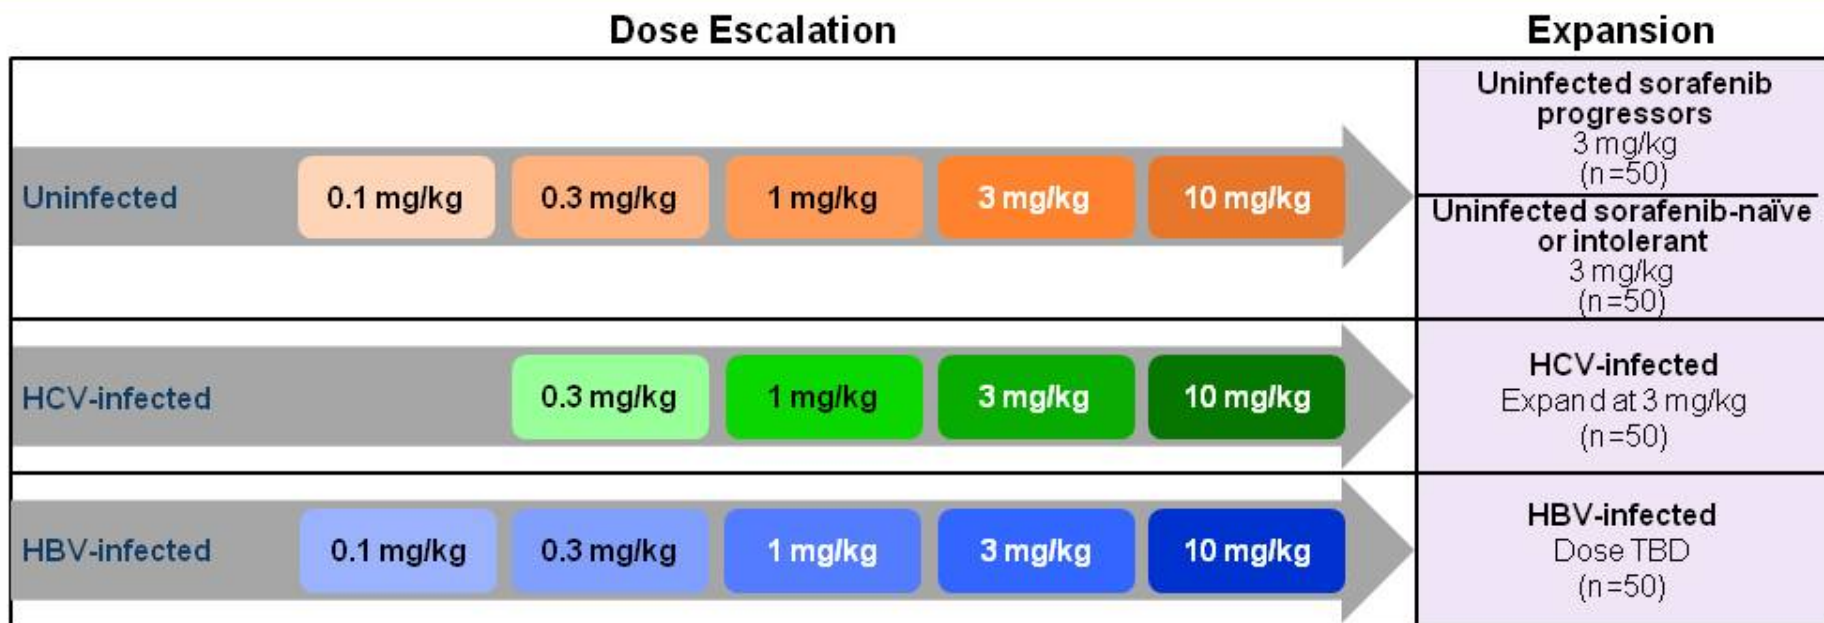 Dose Escalation
Expansion
Uninfected
0.1 mg/kg
0.3 mg/kg
1 mg/kg
3 mg/kg
10 mg/kg
Uninfected sorafenib
progressors
3 mg/kg
(n=50)
Uninfected sorafenib-naïve
or intolerant
3 mg/kg
(n=50)
HCV-infected
0.3 mg/kg
1 mg/kg
3 mg/kg
10 mg/kg
HCV-infected
Expand at 3 mg/kg
(n=50)
HBV-infected
0.1 mg/kg
0.3 mg/kg
1 mg/kg
3 mg/kg
10 mg/kg
HBV-infected
Dose TBD
(n=50)